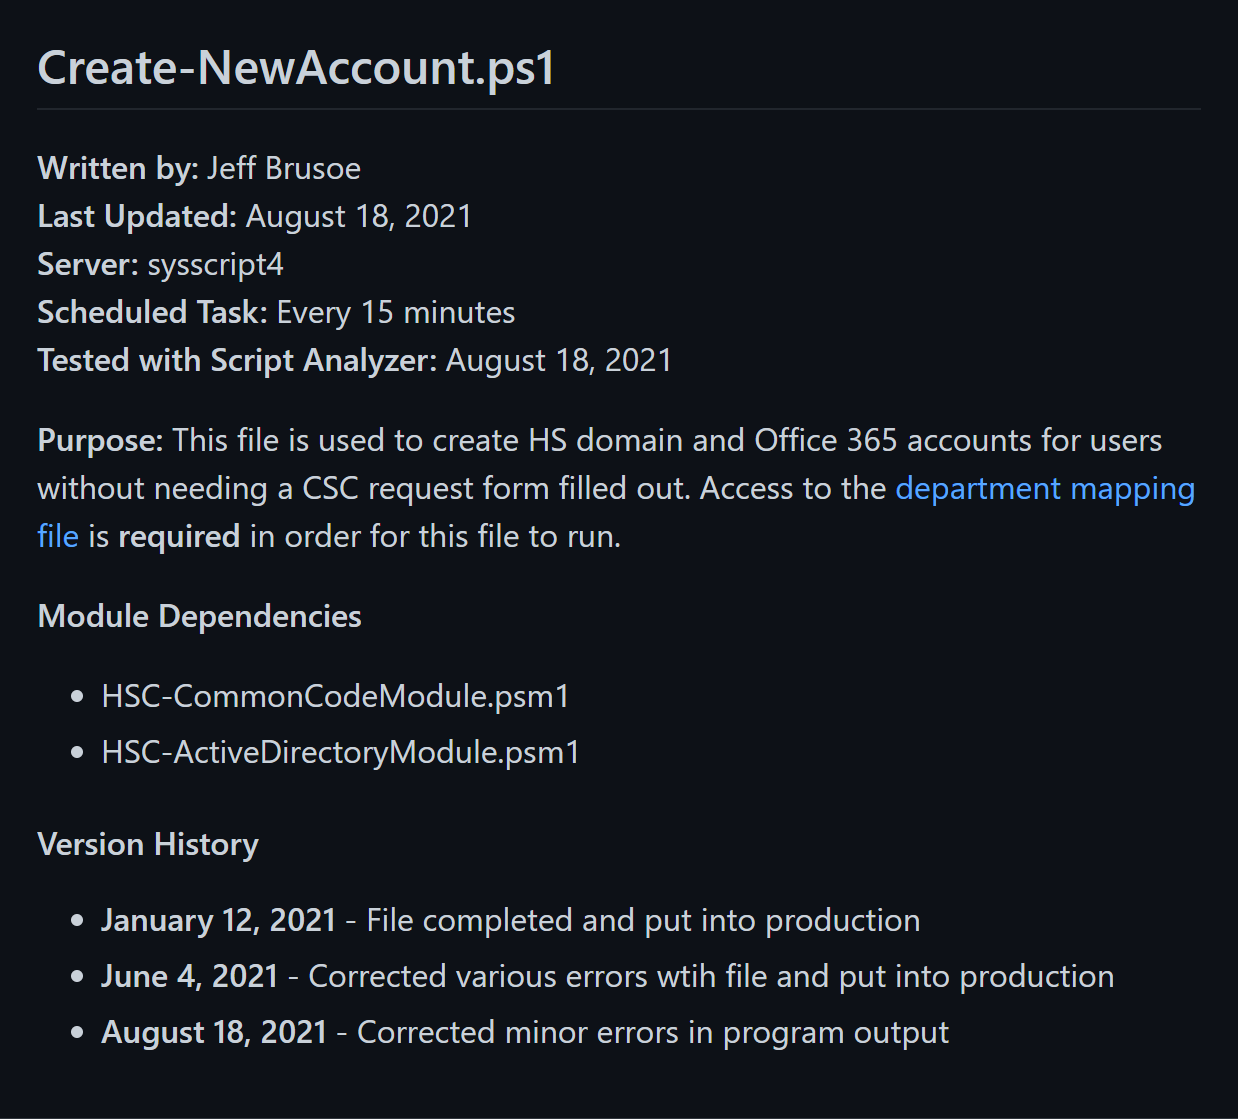 Create-NewAccount.ps1
Written by: Jeff Brusoe
Last Updated: August 18, 2021
Server: sysscript4
Scheduled Task: Every 15 minutes
Tested with Script Analyzer: August 18, 2021
Purpose: This file is used to create HS domain and Office 365 accounts for users
without needing a CSC request form filled out. Access to the department mapping
file is required in order for this file to run.
Module Dependencies
HSC-CommonCodeModule.psm1
HSC-ActiveDirectoryModule.psm1
Version History
January 12, 2021 - File completed and put into production
June 4, 2021 - Corrected various errors wtih file and put into production
August 18, 2021 - Corrected minor errors in program output